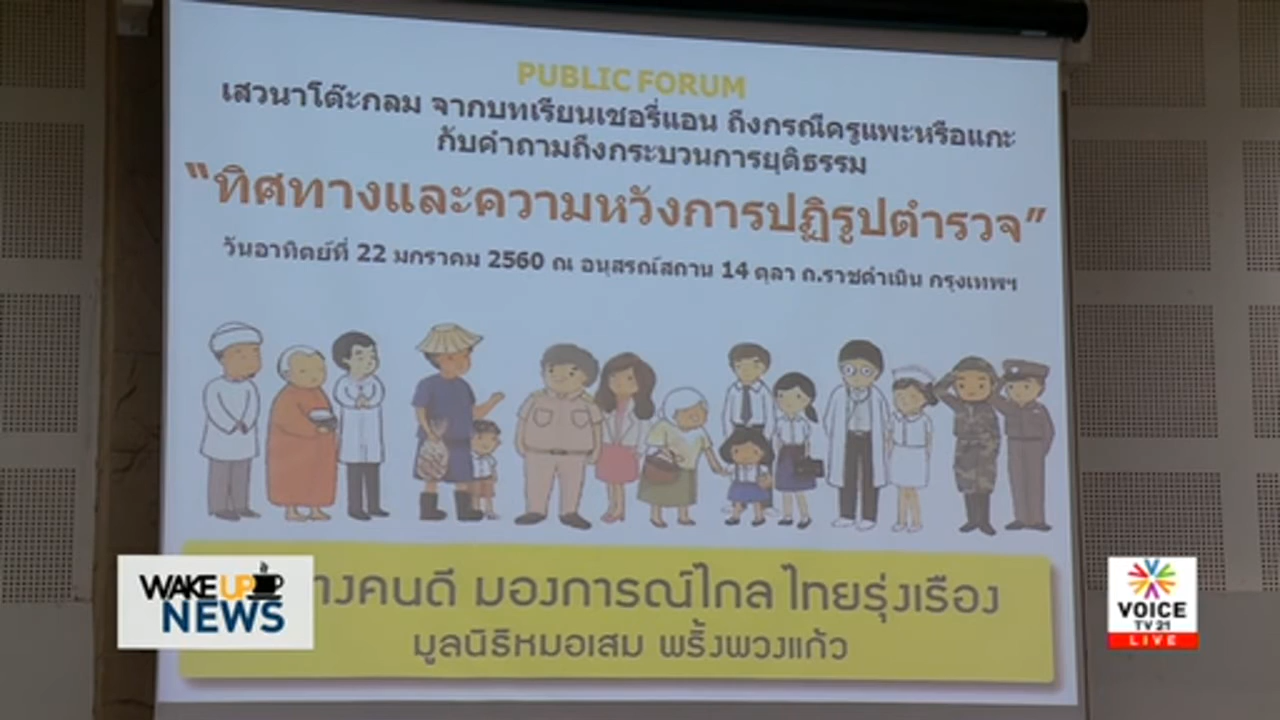 PUBLIC FORUM
เสวนาโต๊ะกลม จากบทเรียนเชอรี่แอน ถึงกรณีครูแพะหรือแกะ
กับคำถามถึงกระบวนการยุติธรรม
"ทิศทางและความหวังการปฏิรูปตำรวจ"
วันอาทิตย์ที่ 22 มกราคม 2560 ณ อนุสรณ์สถาน 14 ตุลา ถ.ราชดำเนิน กรุงเทพฯ
มองการณ์ไกล ไทยรุ่งเรือง
มูลนิธิหมอเสม พริ้งพวงแก้ว
WAKE UP
NEWS
VOICE
TV 21
LIVE